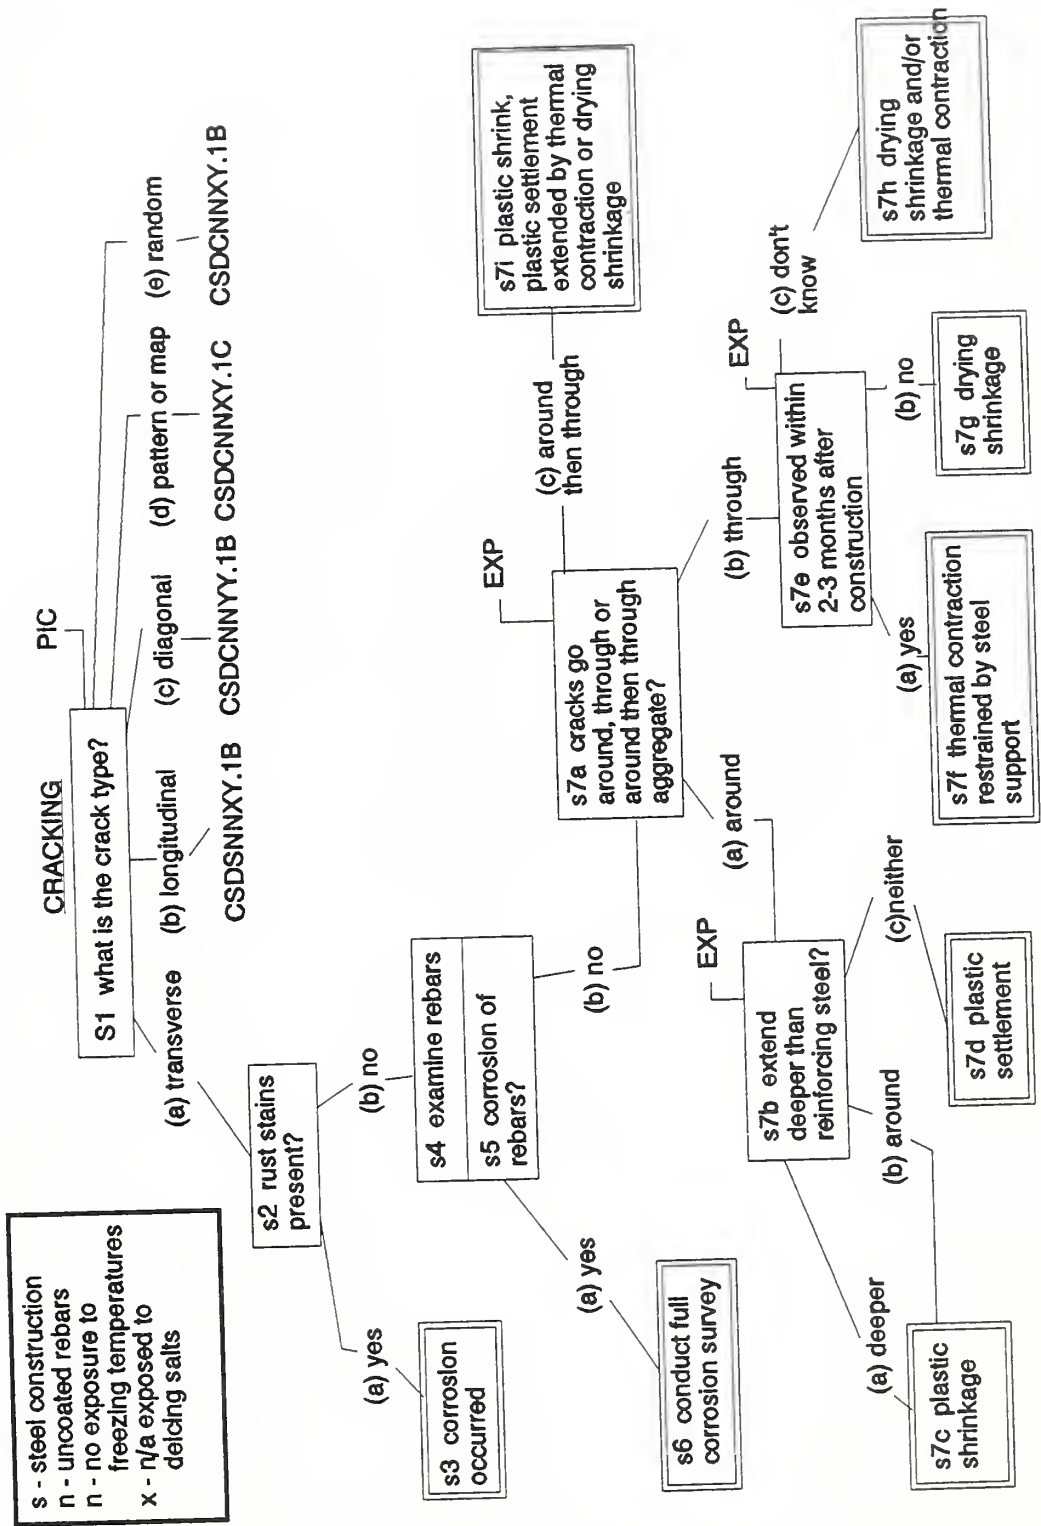 s - steel construction
n - uncoated rebars
n - no exposure to
freezing temperatures
x - n/a exposed to
deicing salts
CRACKING
PIC
S1 what is the crack type?
(a) transverse
(b) longitudinal
(c) diagonal
(d) pattern or map
(e) random
CSDSNNXY.1B
CSDCNNYY.1B
CSDCNNXY.1C
CSDCNNXY.1B
s2 rust stains
present?
(a) yes
(b) no
s3 corrosion
occurred
s4 examine rebars
s5 corrosion of
rebars?
(a) yes
(b) no
s6 conduct full
corrosion survey
EXP
s7a cracks go
around, through or
around then through
aggregate?
(a) around
(b) through
(c) around
then through
s7i plastic shrink,
plastic settlement
extended by thermal
contraction or drying
shrinkage
EXP
s7b extend
deeper than
reinforcing steel?
(a) deeper
(b) around
(c)neither
s7c plastic
shrinkage
s7d plastic
settlement
EXP
s7e observed within
2-3 months after
construction
(a) yes
(b) no
(c) don't
know
s7f thermal contraction
restrained by steel
support
s7g drying
shrinkage
s7h drying
shrinkage and/or
thermal contraction